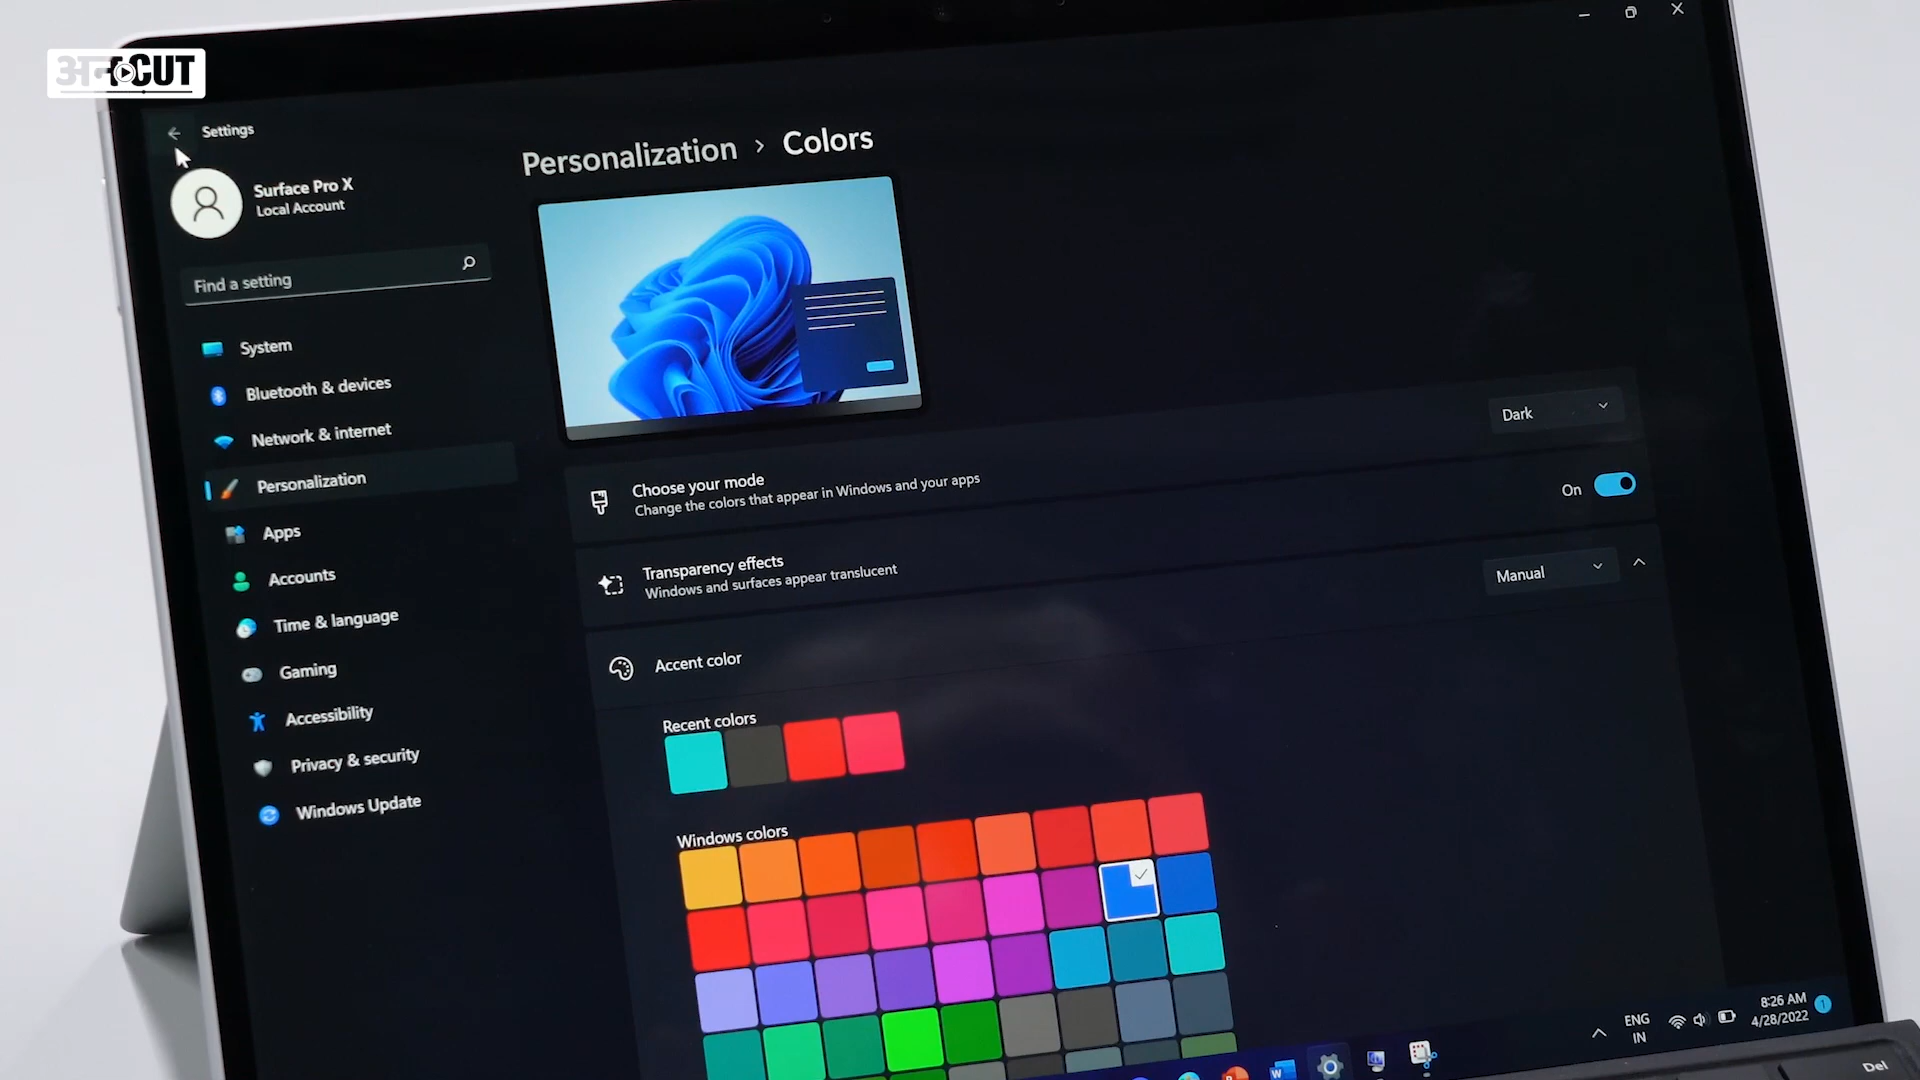 अनCUT
Settings
Surface Pro X
Local Account
Find a setting
System
Bluetooth & devices
Network & internet
Personalization
Apps
Accounts
Time & language
Gaming
Accessibility
Privacy & security
Windows Update
Personalization › Colors
Choose your mode
Change the colors that appear in Windows and your apps
Dark
Transparency effects
Windows and surfaces appear translucent
On
Accent color
Manual
Recent colors
Windows colors
ENG
IN
8:26 AM
4/28/2022
1
W
Del